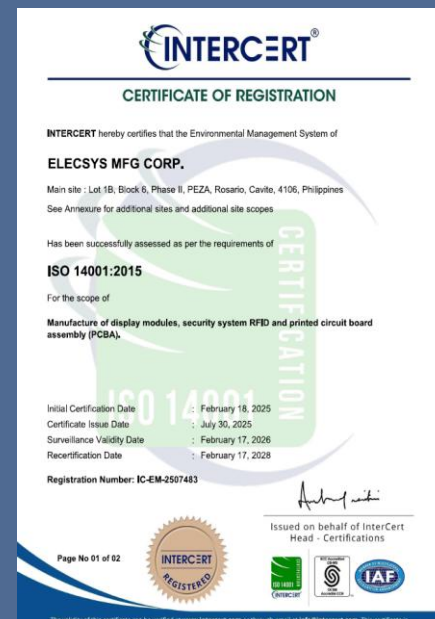 INTERCERT®
CERTIFICATE OF REGISTRATION
INTERCERT hereby certifies that the Environmental Management System of
ELECSYS MFG CORP.
Main site : Lot 1B, Block 6, Phase II, PEZA, Rosario, Cavite, 4106, Philippines
See Annexure for additional sites and additional site scopes
Has been successfully assessed as per the requirements of
ISO 14001:2015
For the scope of
Manufacture of display modules, security system RFID and printed circuit board
assembly (PCBA).
CERTIFICATION
ISO 14001
Initial Certification Date : February 18, 2025
Certificate Issue Date : July 30, 2025
Surveillance Validity Date : February 17, 2026
Recertification Date : February 17, 2028
Registration Number: IC-EM-2507483
Issued on behalf of InterCert
Head - Certifications
Page No 01 of 02
INTERCERT
REGISTERED
INTERCERT
IAF